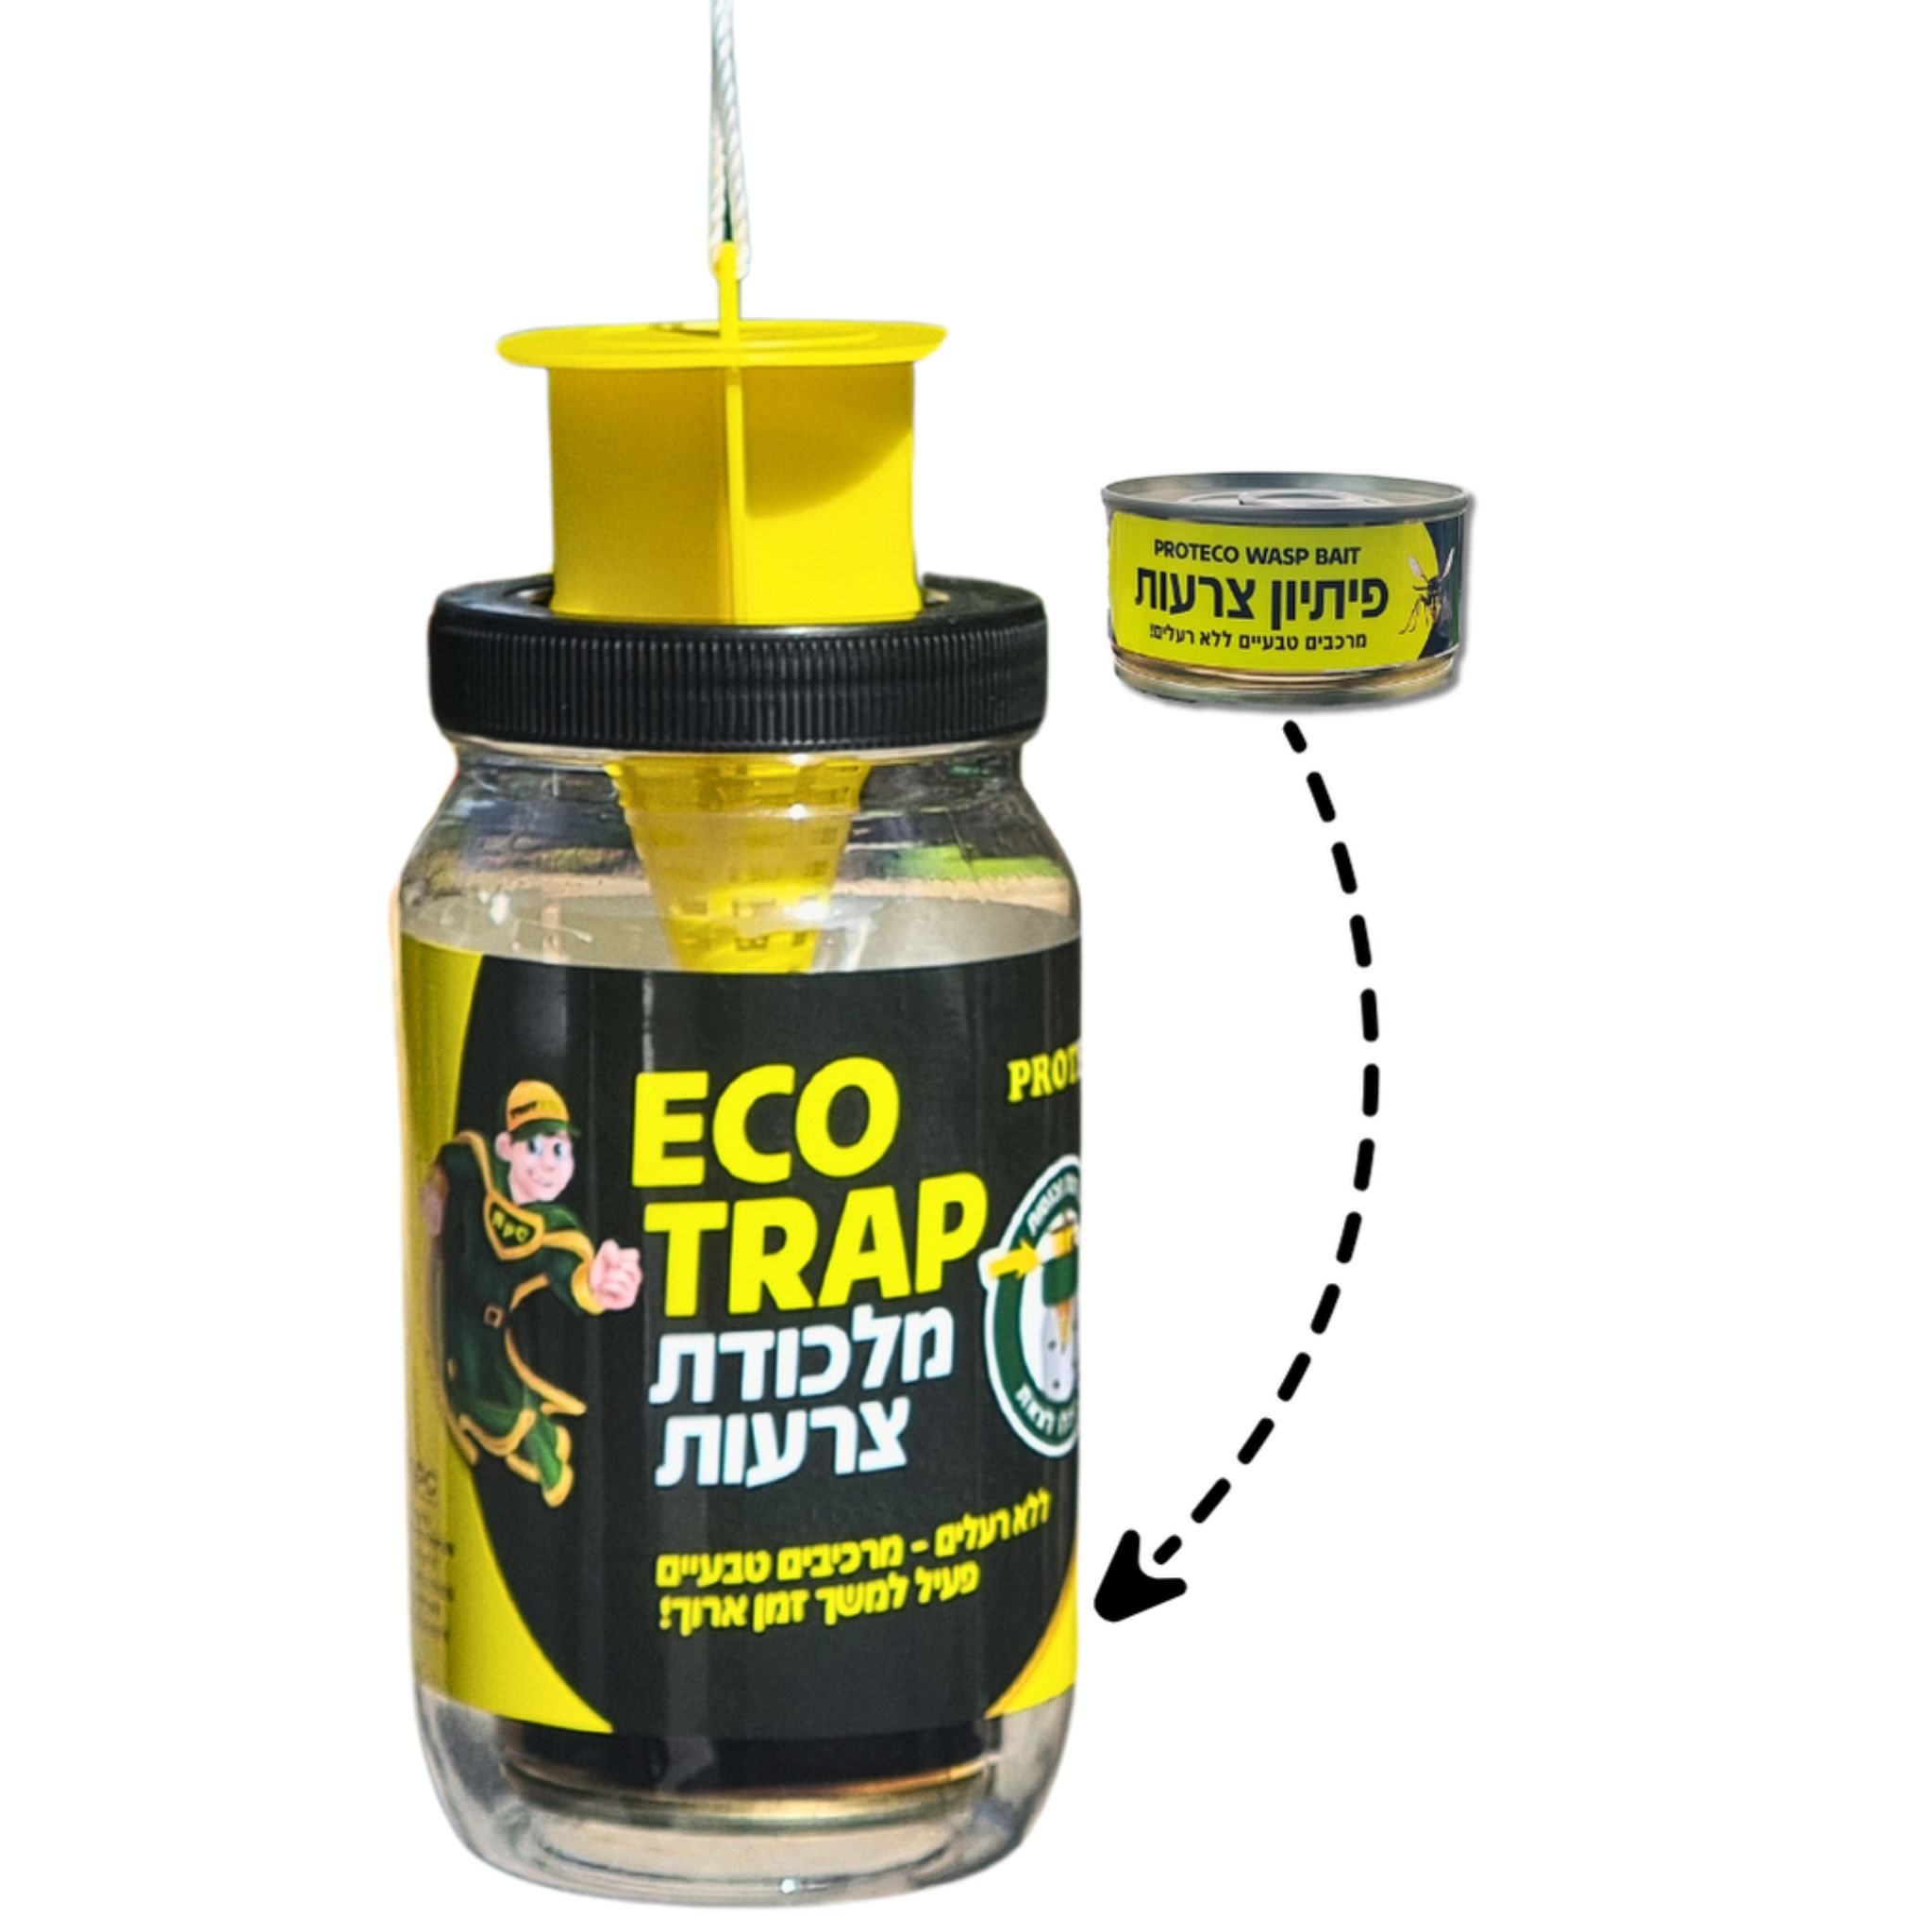 PROTECO WASP BAIT
פיתיון צרעות
מרכבים טבעיים ללא רעלים!
ECO
TRAP
מלכודת
צרעות
ללא רעלים - מרכיבים טבעיים
פעיל למשך זמן ארוך!